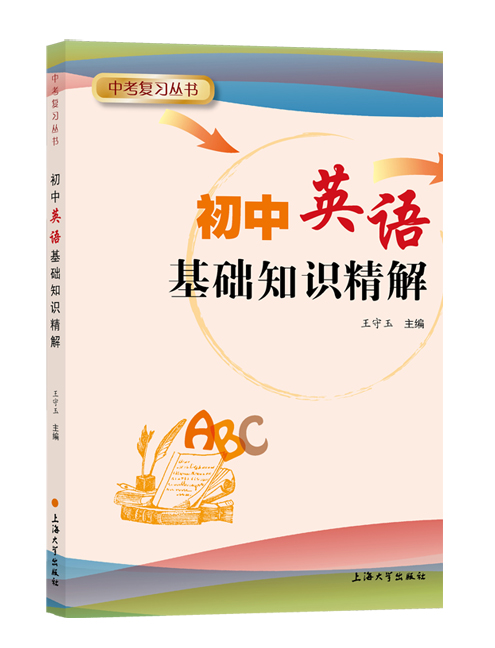 中考复习丛书
初中英语
基础知识精解
王守玉 主编
ABC
上海大学出版社
中考复习丛书
初中英语基础知识精解
王守玉 主编
上海大学出版社